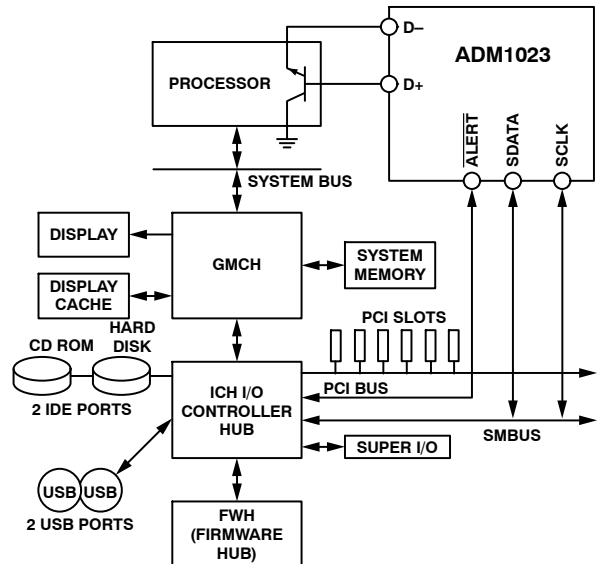 D–
ADM1023
PROCESSOR
D+
ALERT
SDATA
SCLK
SYSTEM BUS
DISPLAY
GMCH
SYSTEM
MEMORY
DISPLAY
CACHE
PCI SLOTS
HARD
DISK
CD ROM
PCI BUS
ICH I/O
CONTROLLER
HUB
2 IDE PORTS
SMBUS
SUPER I/O
USB
USB
2 USB PORTS
FWH
(FIRMWARE
HUB)